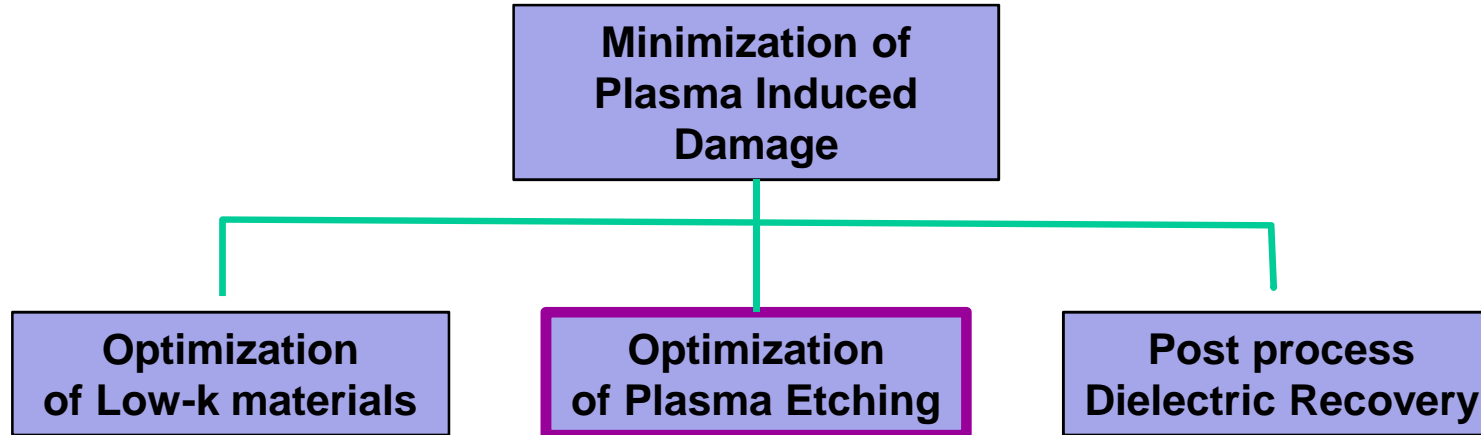 Minimization of
Plasma Induced
Damage
Optimization
of Low-k materials
Optimization
of Plasma Etching
Post process
Dielectric Recovery